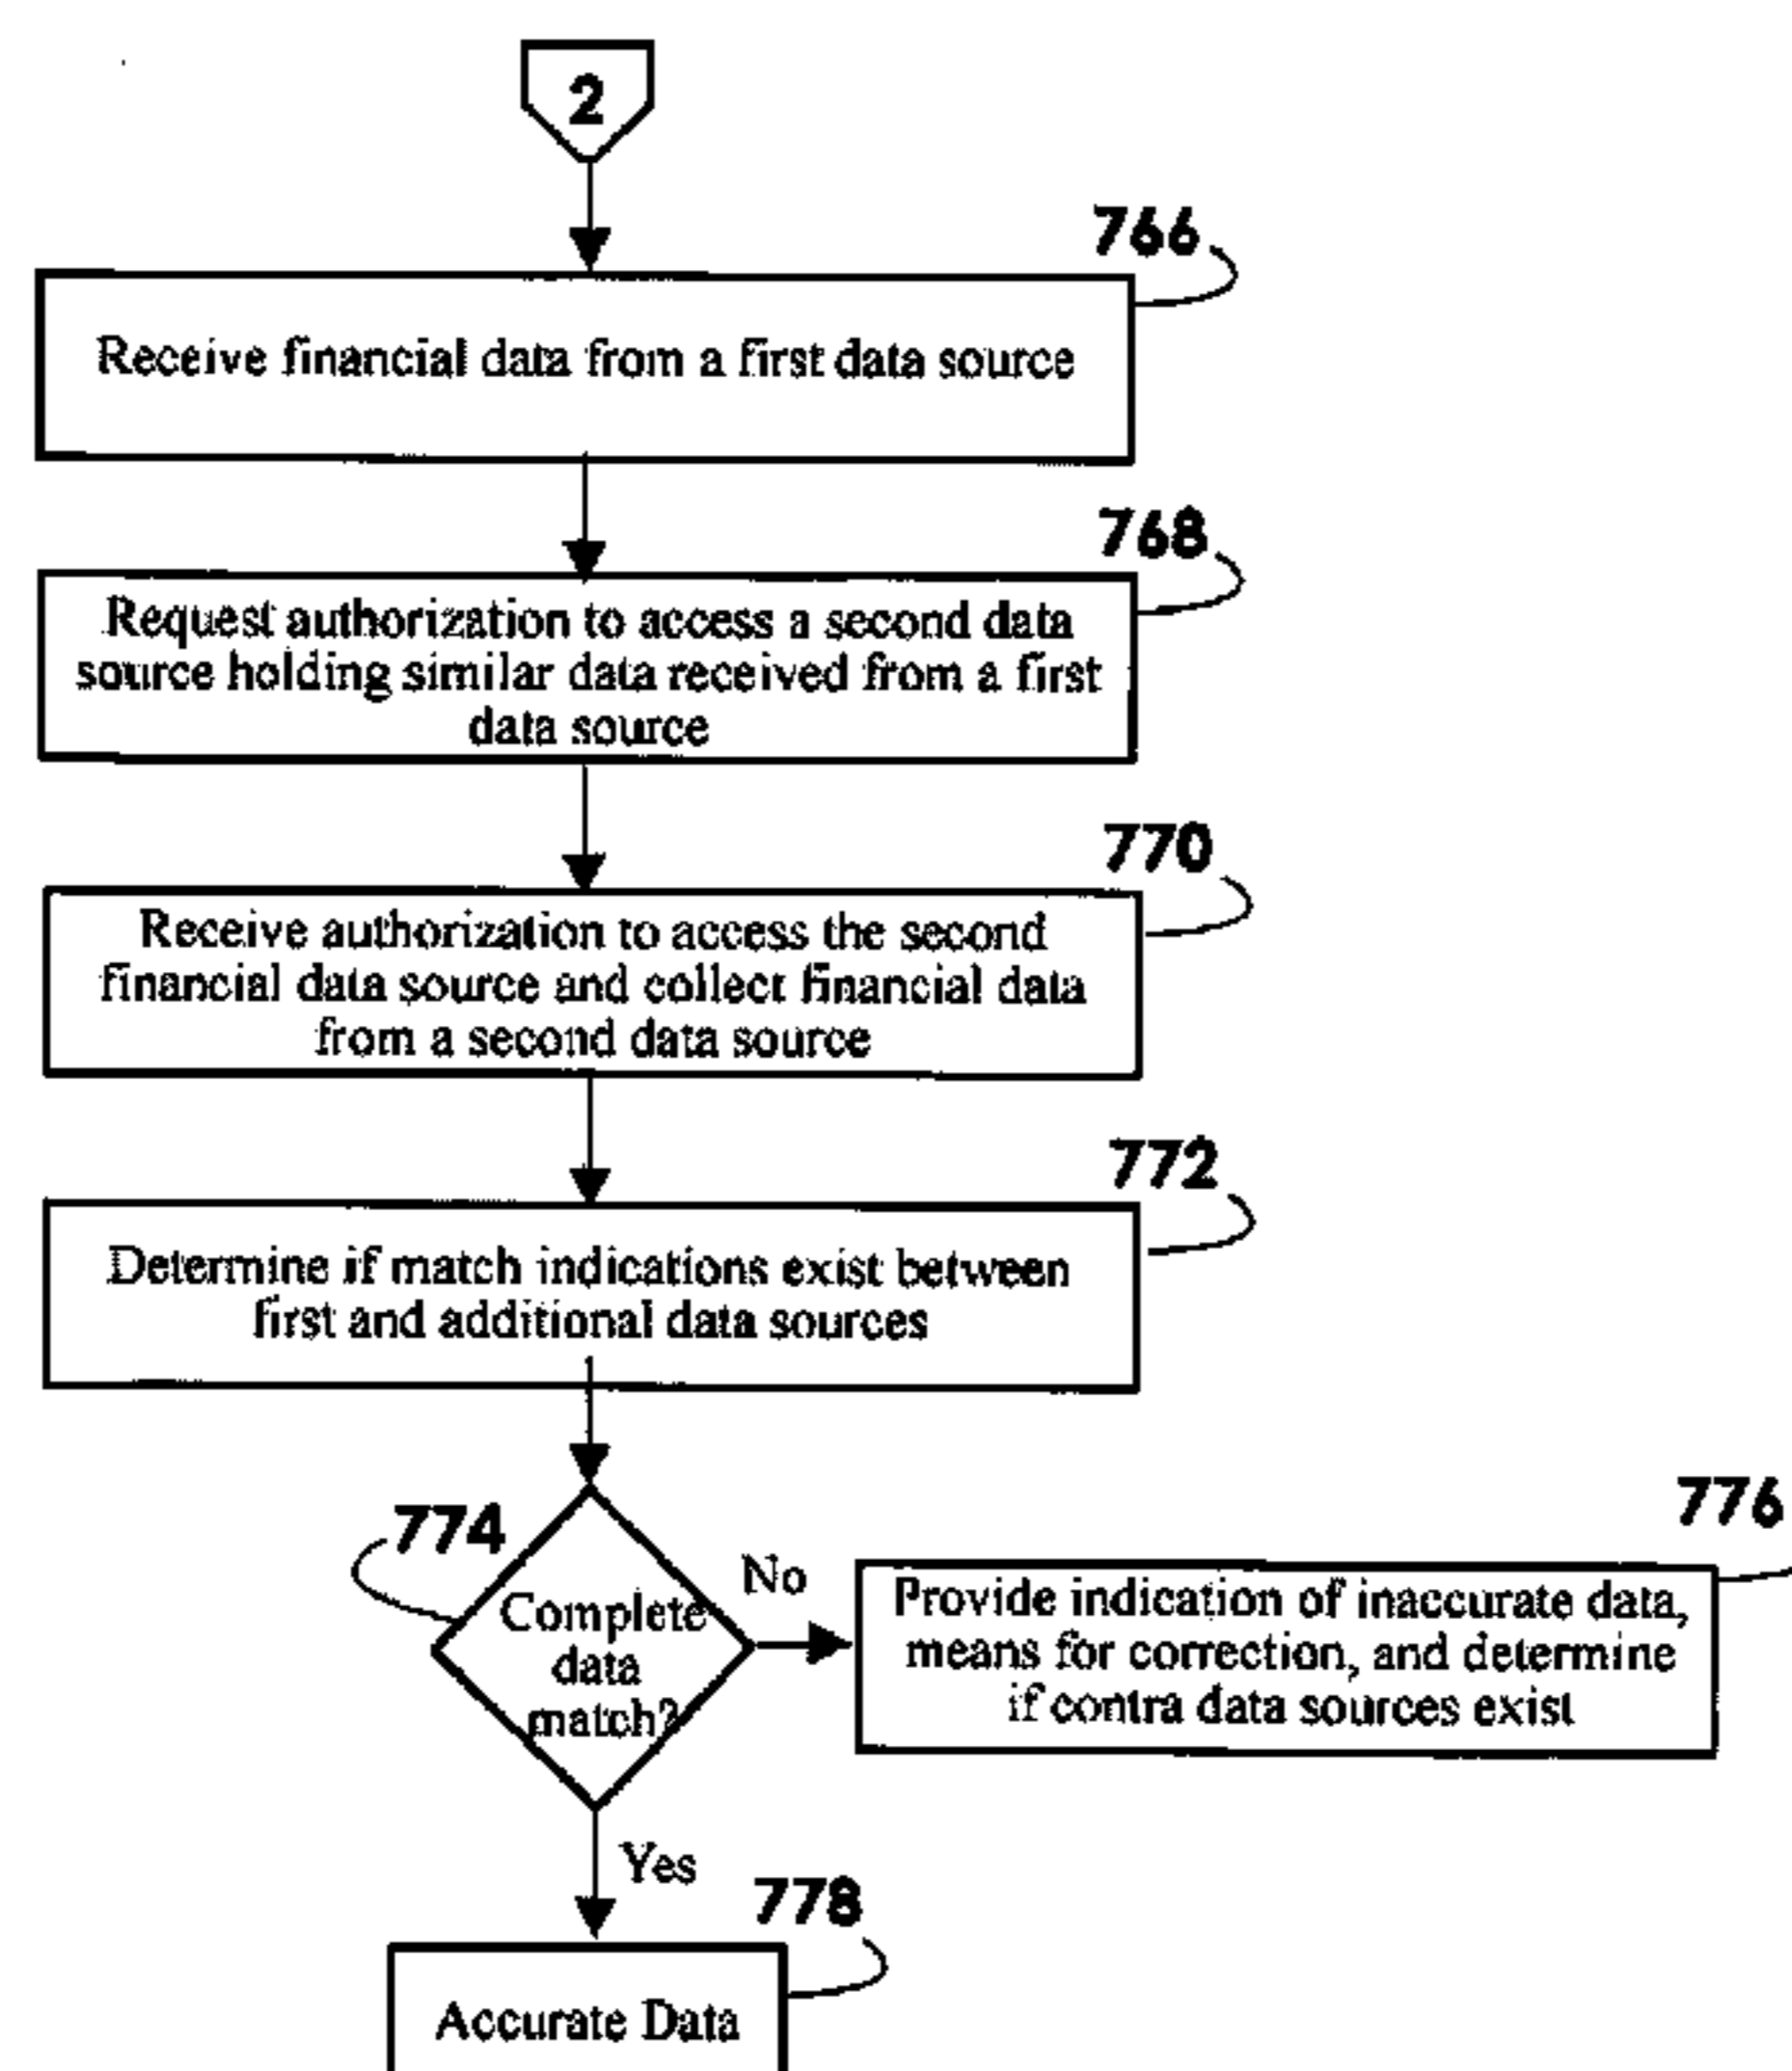 2
766
Receive financial data from a first data source
768
Request authorization to access a second data
source holding similar data received from a first
data source
770
Receive authorization to access the second
financial data source and collect financial data
from a second data source
772
Determine if match indications exist between
first and additional data sources
774
Complete
data
match?
No
776
Provide indication of inaccurate data,
means for correction, and determine
if contra data sources exist
Yes
778
Accurate Data